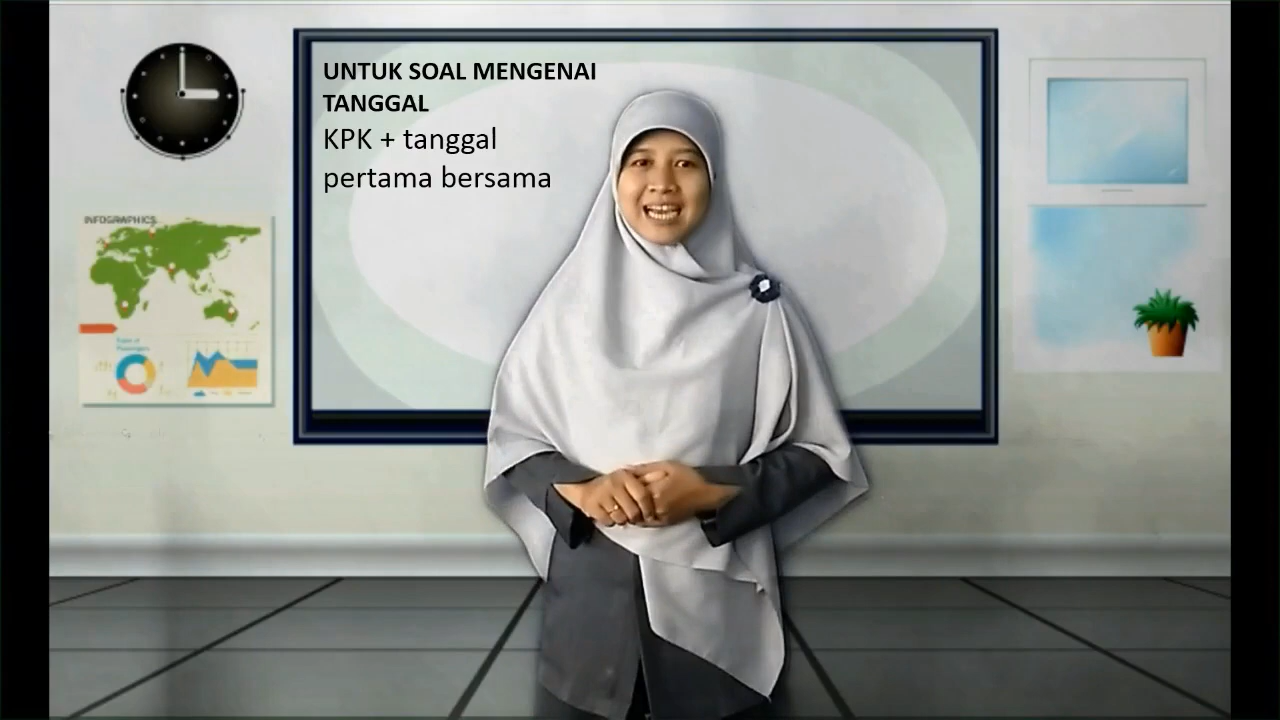 UNTUK SOAL MENGENAI
TANGGAL
KPK + tanggal
pertama bersama
INFOGRAPHICS